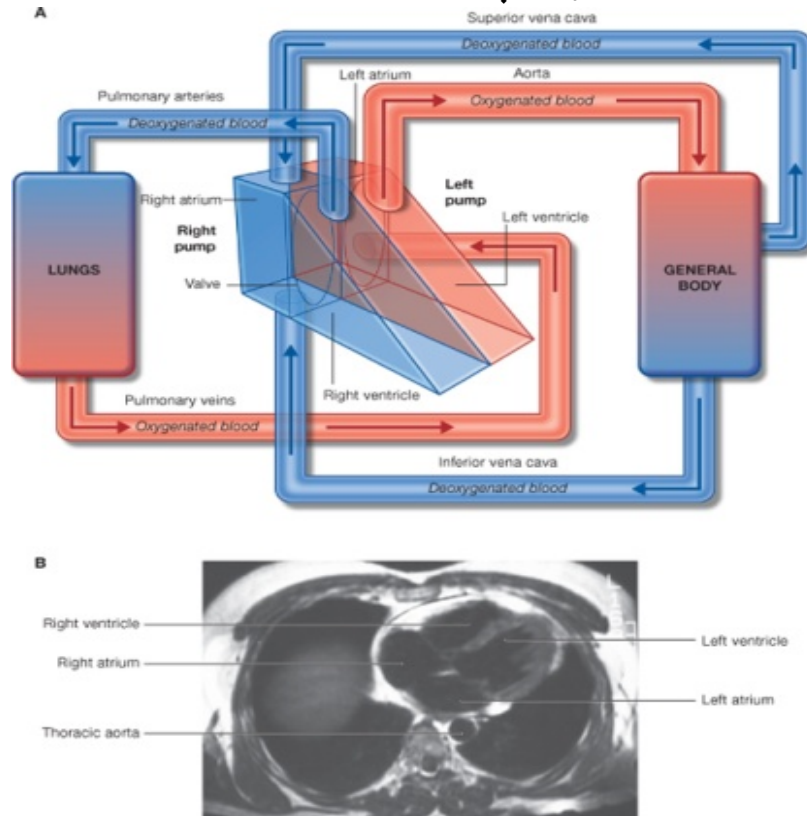 A
Superior vena cava
Deoxygenated blood
Left atrium
Aorta
Pulmonary arteries
Oxygenated blood
Deoxygenated blood
Right atrium
Left
pump
Left ventricle
Right
pump
LUNGS
GENERAL
BODY
Valve
Right ventricle
Pulmonary veins
Oxygenated blood
Inferior vena cava
Deoxygenated blood
B
Right ventricle
Left ventricle
Right atrium
Left atrium
Thoracic aorta